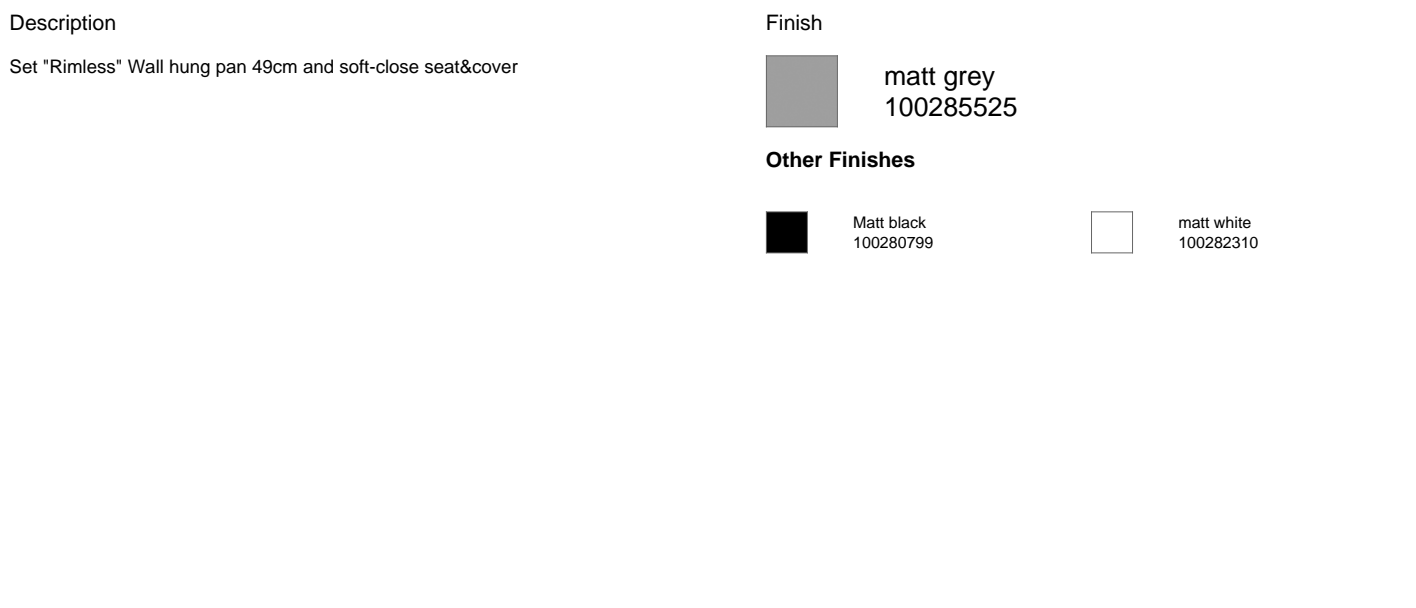 Description
Set "Rimless" Wall hung pan 49cm and soft-close seat&cover
Finish
matt grey
100285525
Other Finishes
Matt black
100280799
matt white
100282310